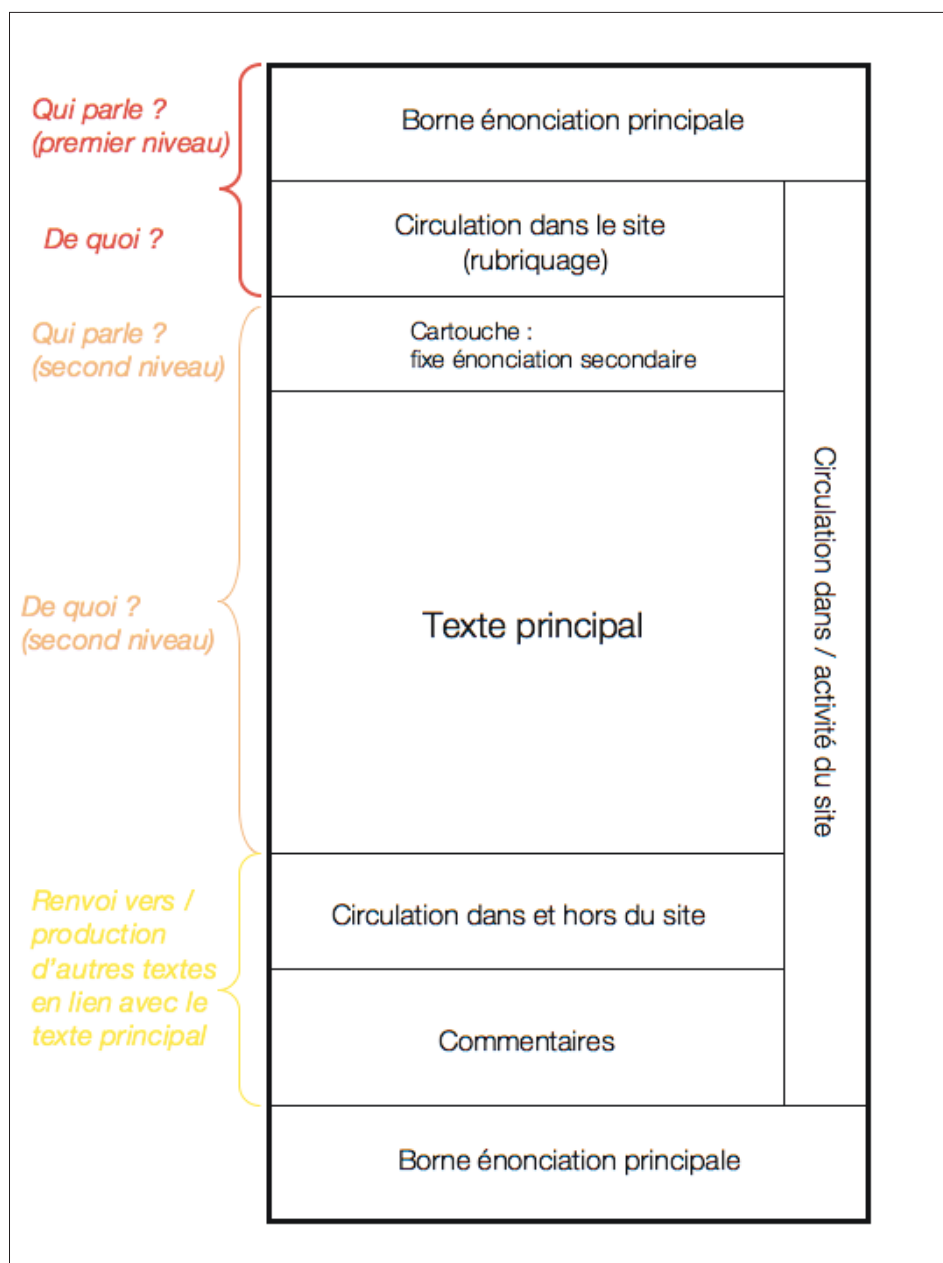 Qui parle ?
(premier niveau)
De quoi ?
Qui parle ?
(second niveau)
De quoi ?
(second niveau)
Renvoi vers /
production
d'autres textes
en lien avec le
texte principal
Borne énonciation principale
Circulation dans le site
(rubriquage)
Cartouche :
fixe énonciation secondaire
Texte principal
Circulation dans et hors du site
Commentaires
Borne énonciation principale
Circulation dans / activité du site